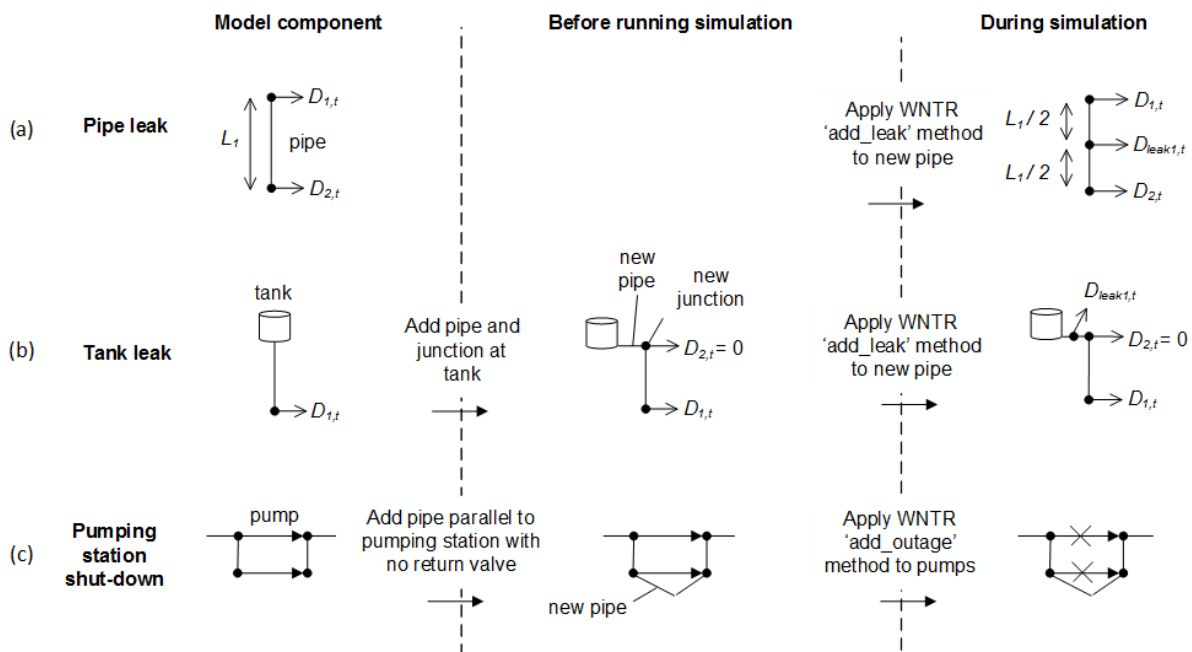 Model component
Before running simulation
During simulation
(a)
Pipe leak
L1
D1,t
pipe
D2,t
Apply WNTR
‘add_leak’ method
to new pipe
L1 / 2
L1 / 2
D1,t
Dleak1,t
D2,t
(b)
Tank leak
tank
D1,t
Add pipe and
junction at
tank
new
pipe
new
junction
D2,t = 0
D1,t
Apply WNTR
‘add_leak’ method
to new pipe
Dleak1,t
D2,t = 0
D1,t
(c)
Pumping
station
shut-down
pump
Add pipe parallel to
pumping station with
no return valve
new pipe
Apply WNTR
‘add_outage’
method to pumps